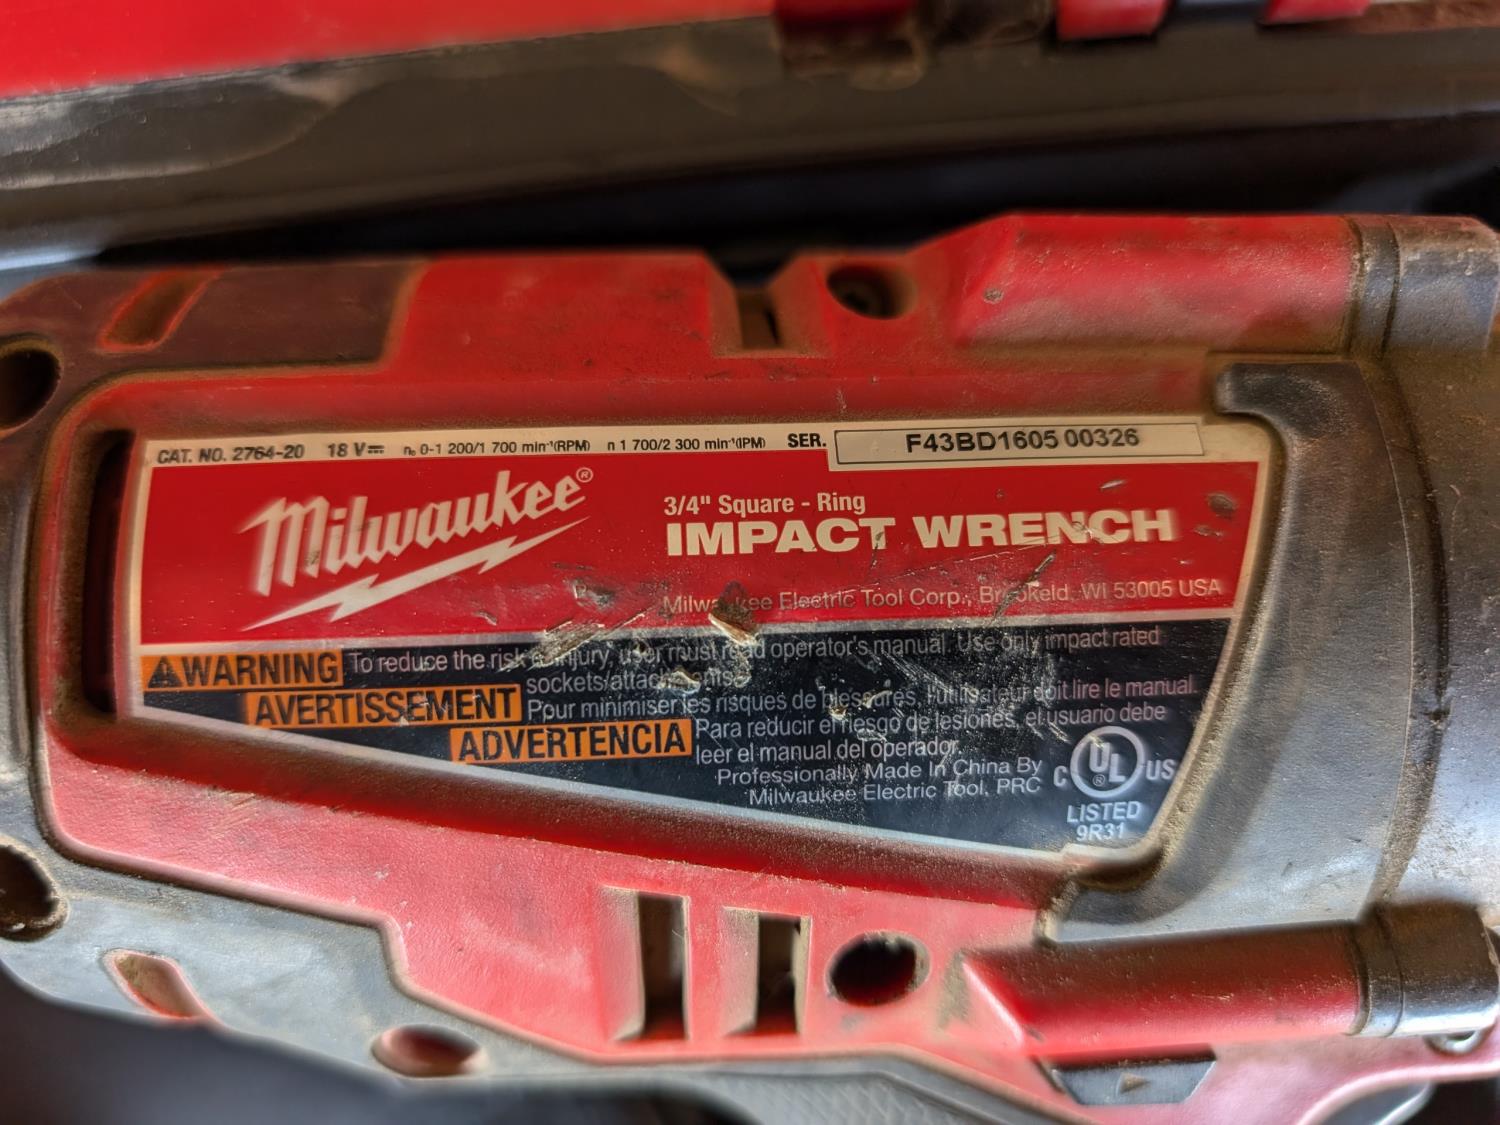 CAT. NO. 2764-20 18 V⎓ n₀ 0-1 200/1 700 min⁻¹(RPM) n 1 700/2 300 min⁻¹(IPM) SER. F43BD1605 00326
Milwaukee®
3/4" Square - Ring
IMPACT WRENCH
Milwaukee Electric Tool Corp., WI 53005 USA
WARNING To reduce the risk injury, user must read operator's manual. Use only impact rated
sockets/attachments
AVERTISSEMENT Pour minimiser les risques de blessures, l'utilisateur doit lire le manual.
ADVERTENCIA Para reducir el riesgo de lesiones, el usuario debe
leer el manual del operador.
Professionally Made In China By
Milwaukee Electric Tool, PRC
C UL® US
LISTED
9R31